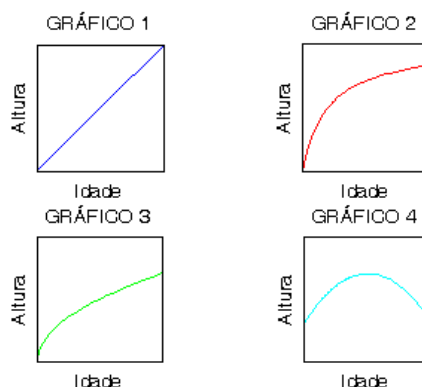 GRÁFICO 1
Altura
Idade
GRÁFICO 2
Altura
Idade
GRÁFICO 3
Altura
Idade
GRÁFICO 4
Altura
Idade